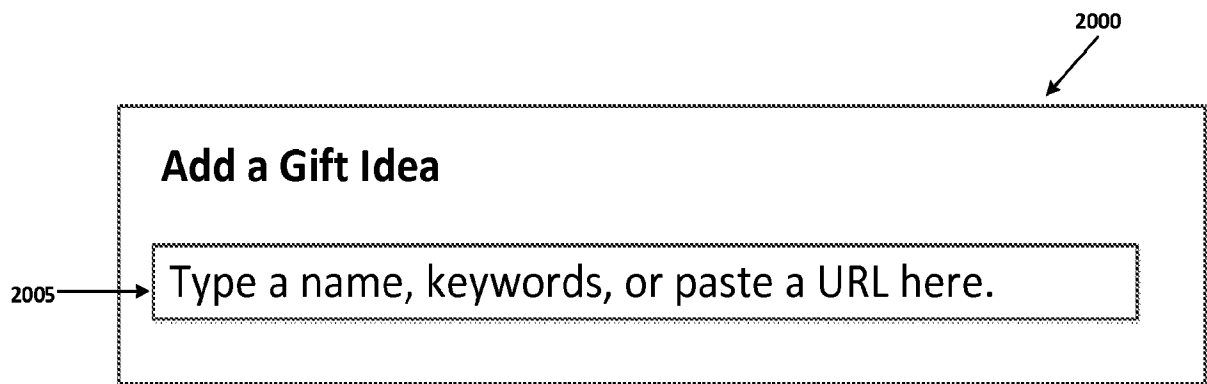 2000
Add a Gift Idea
Type a name, keywords, or paste a URL here.
2005